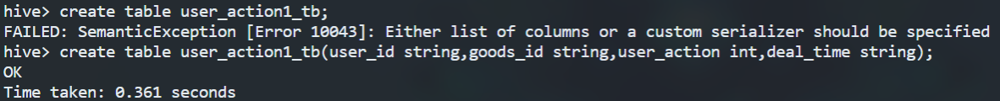 hive> create table user_action1_tb;
FAILED: SemanticException [Error 10043]: Either list of columns or a custom serializer should be specified
hive> create table user_action1_tb(user_id string,goods_id string,user_action int,deal_time string);
OK
Time taken: 0.361 seconds